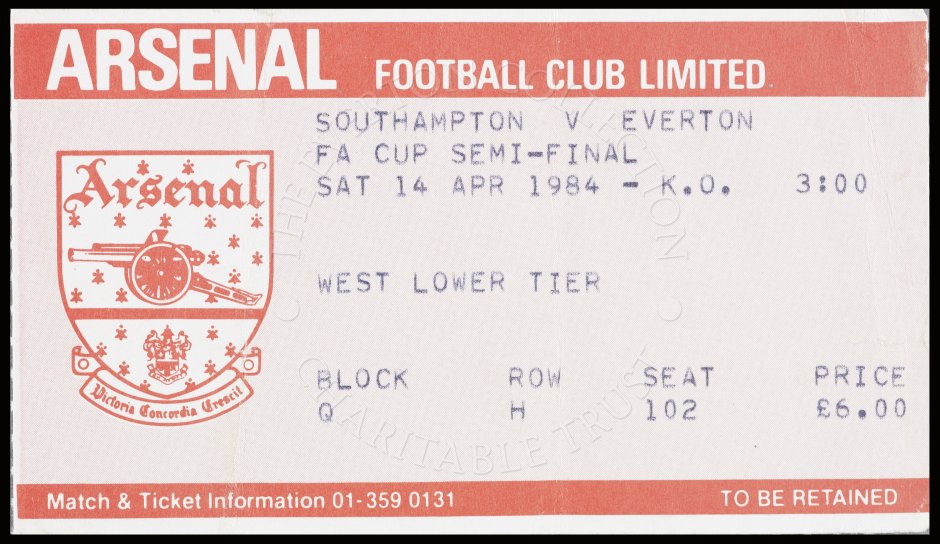 ARSENAL FOOTBALL CLUB LIMITED
SOUTHAMPTON V EVERTON
FA CUP SEMI-FINAL
SAT 14 APR 1984 - K.O. 3:00
Arsenal
WEST LOWER TIER
BLOCK ROW SEAT PRICE
Q H 102 £6.00
Victoria Concordia Crescit
Match & Ticket Information 01-359 0131
TO BE RETAINED